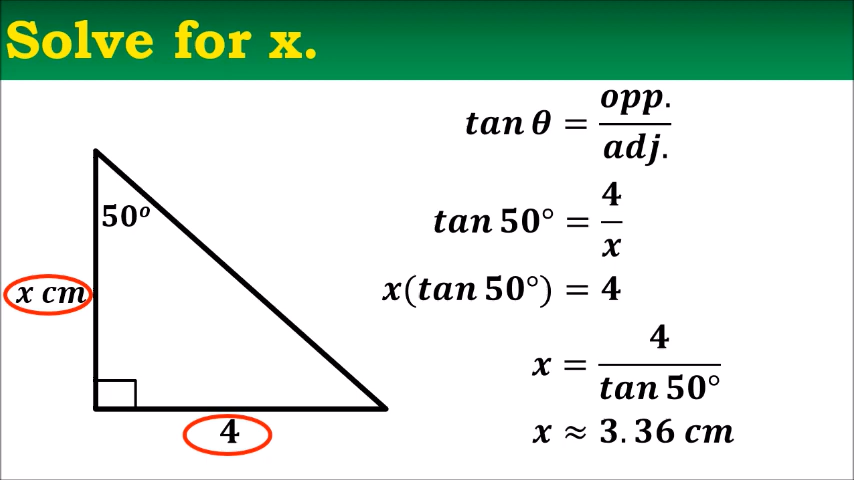 Solve for x.
tan θ = opp. / adj.
50°
tan 50° = 4 / x
x cm
x(tan 50°) = 4
x = 4 / tan 50°
4
x ≈ 3.36 cm